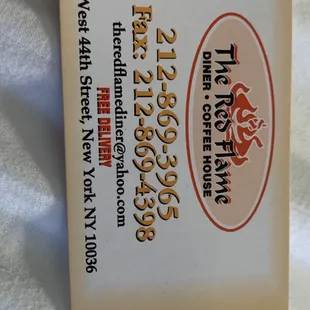 The Red Flame
DINER • COFFEE HOUSE
212-869-3965
Fax: 212-869-4398
theredflamediner@yahoo.com
FREE DELIVERY
West 44th Street, New York NY 10036